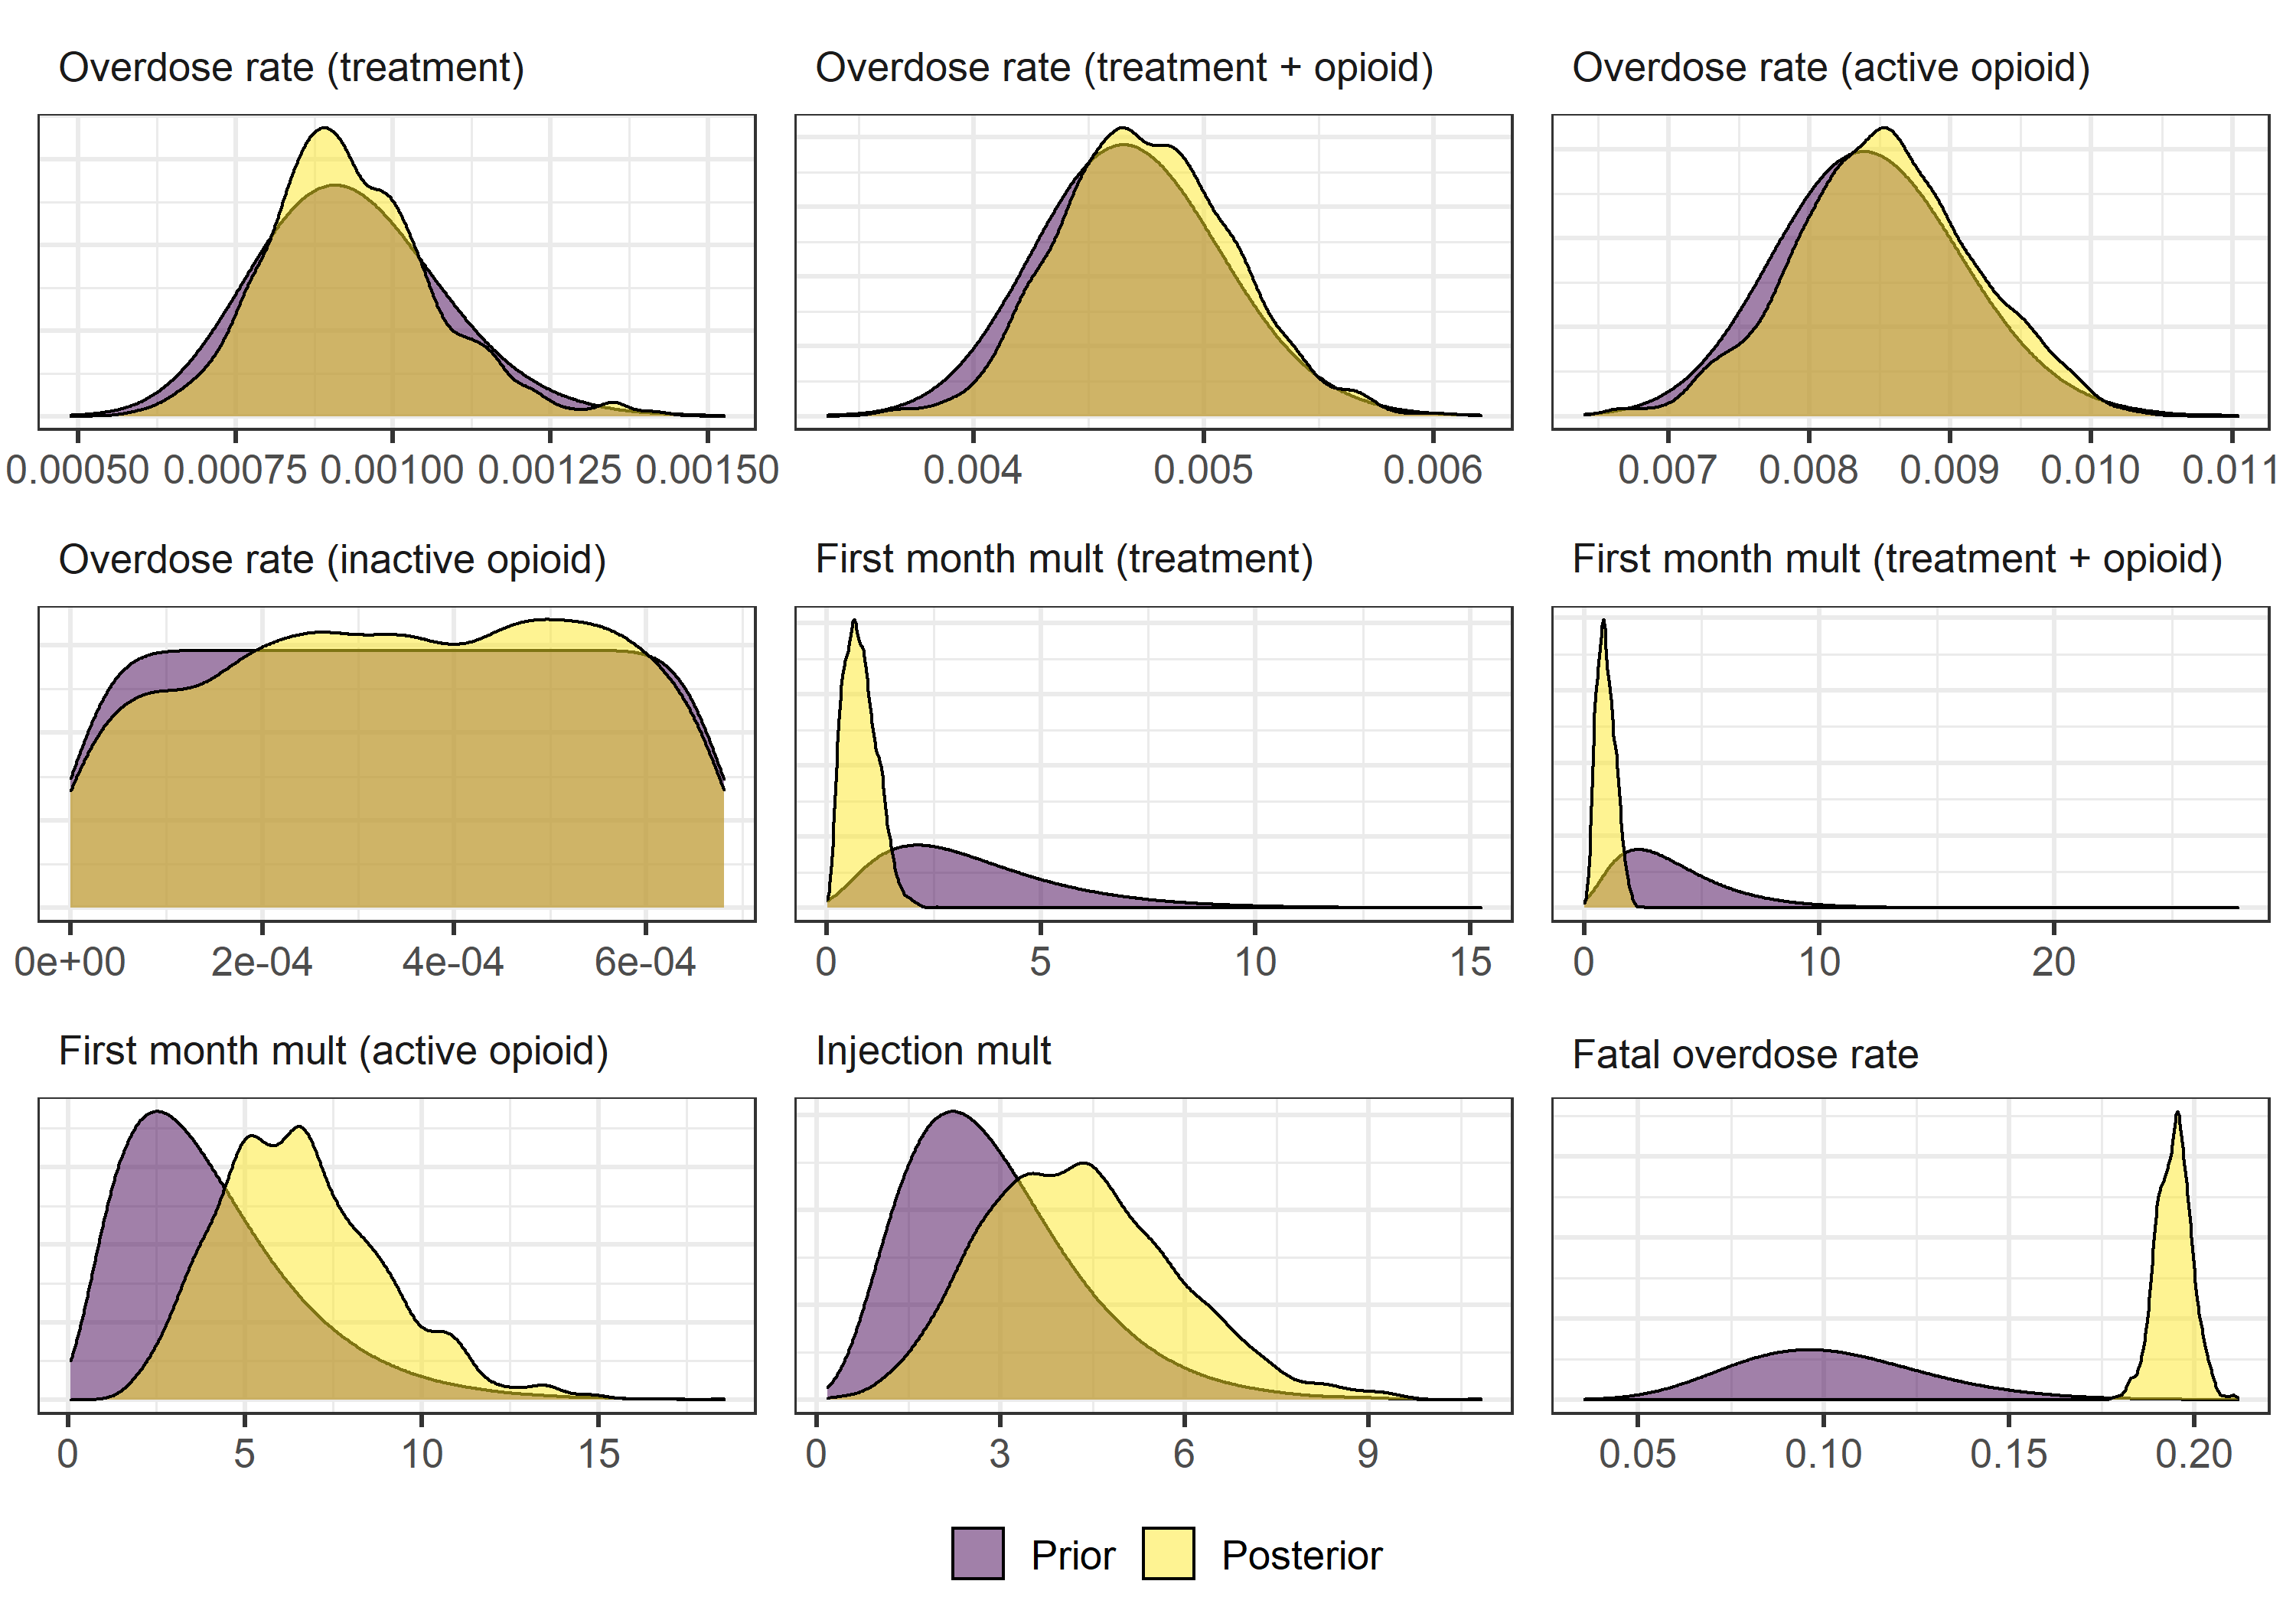 Overdose rate (treatment)
Overdose rate (treatment + opioid)
Overdose rate (active opioid)
0.00050 0.00075 0.00100 0.00125 0.00150
0.004 0.005 0.006
0.007 0.008 0.009 0.010 0.011
Overdose rate (inactive opioid)
First month mult (treatment)
First month mult (treatment + opioid)
0e+00 2e-04 4e-04 6e-04
0 5 10 15
0 10 20
First month mult (active opioid)
Injection mult
Fatal overdose rate
0 5 10 15
0 3 6 9
0.05 0.10 0.15 0.20
Prior Posterior